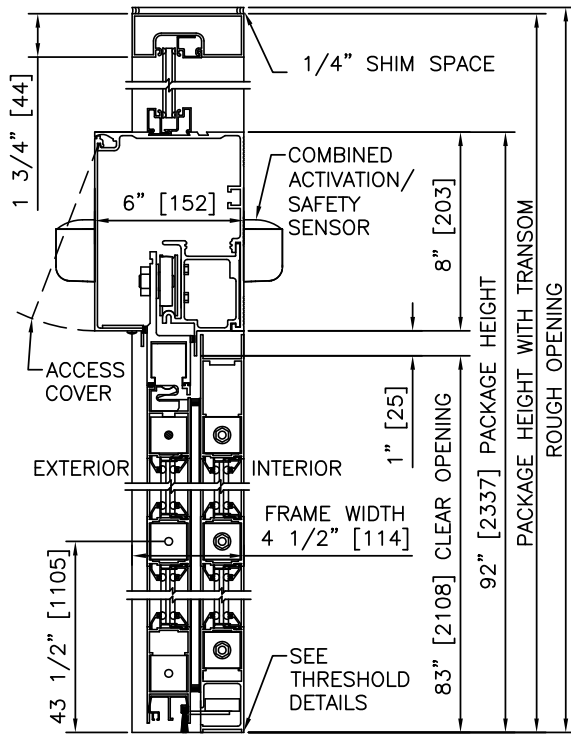 1/4" SHIM SPACE
1 3/4" [44]
COMBINED
ACTIVATION/
SAFETY
SENSOR
6" [152]
8" [203]
ACCESS
COVER
1" [25]
EXTERIOR
INTERIOR
FRAME WIDTH
4 1/2" [114]
43 1/2" [1105]
SEE
THRESHOLD
DETAILS
83" [2108] CLEAR OPENING
92" [2337] PACKAGE HEIGHT
PACKAGE HEIGHT WITH TRANSOM
ROUGH OPENING